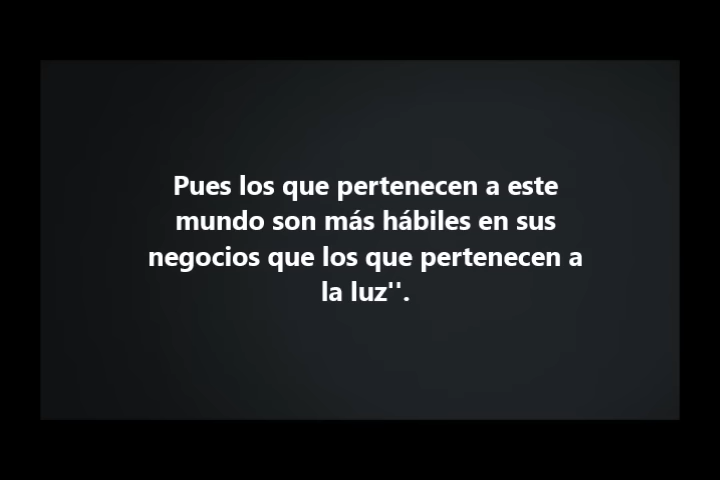 Pues los que pertenecen a este
mundo son más hábiles en sus
negocios que los que pertenecen a
la luz''.